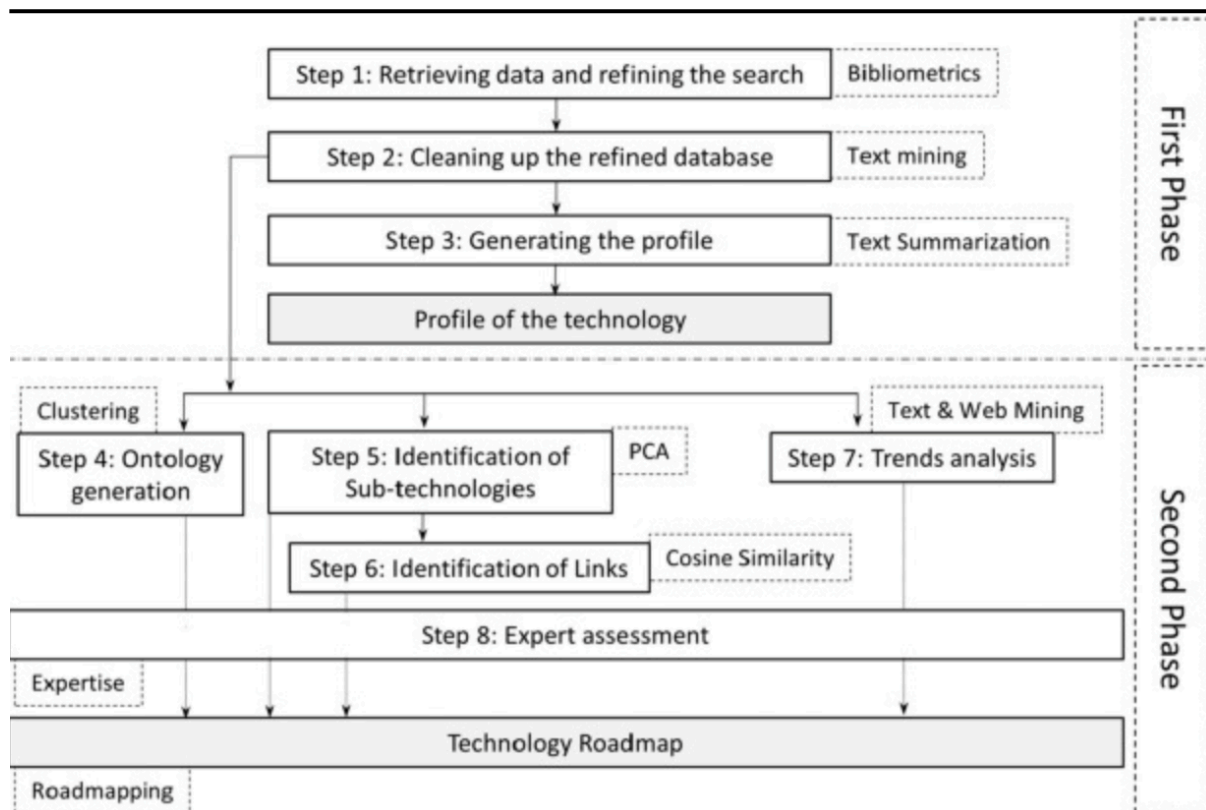 Step 1: Retrieving data and refining the search
Bibliometrics
Step 2: Cleaning up the refined database
Text mining
Step 3: Generating the profile
Text Summarization
Profile of the technology
First Phase
Clustering
Text & Web Mining
Step 4: Ontology
generation
Step 5: Identification of
Sub-technologies
PCA
Step 7: Trends analysis
Step 6: Identification of Links
Cosine Similarity
Step 8: Expert assessment
Expertise
Technology Roadmap
Roadmapping
Second Phase